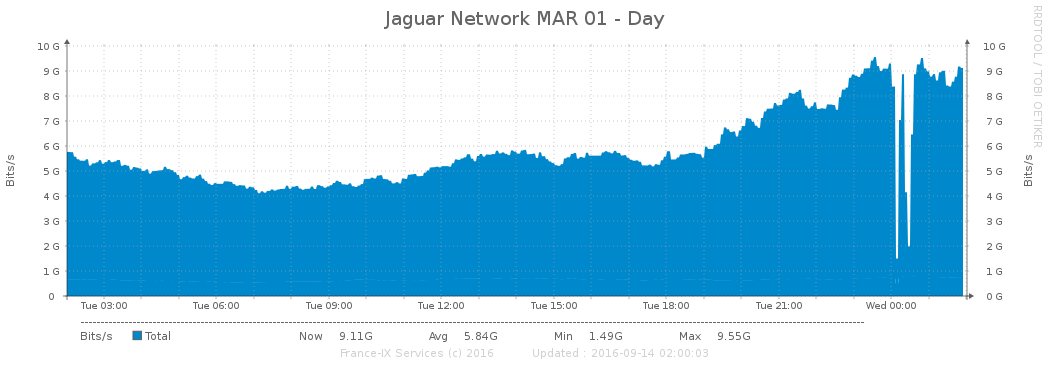 Jaguar Network MAR 01 - Day
RRDTOOL / TOBI OETIKER
Bits/s
10 G
9 G
8 G
7 G
6 G
5 G
4 G
3 G
2 G
1 G
0
10 G
9 G
8 G
7 G
6 G
5 G
4 G
3 G
2 G
1 G
0 G
Bits/s
Tue 03:00 Tue 06:00 Tue 09:00 Tue 12:00 Tue 15:00 Tue 18:00 Tue 21:00 Wed 00:00
Bits/s Total Now 9.11G Avg 5.84G Min 1.49G Max 9.55G
France-IX Services (c) 2016 Updated : 2016-09-14 02:00:03